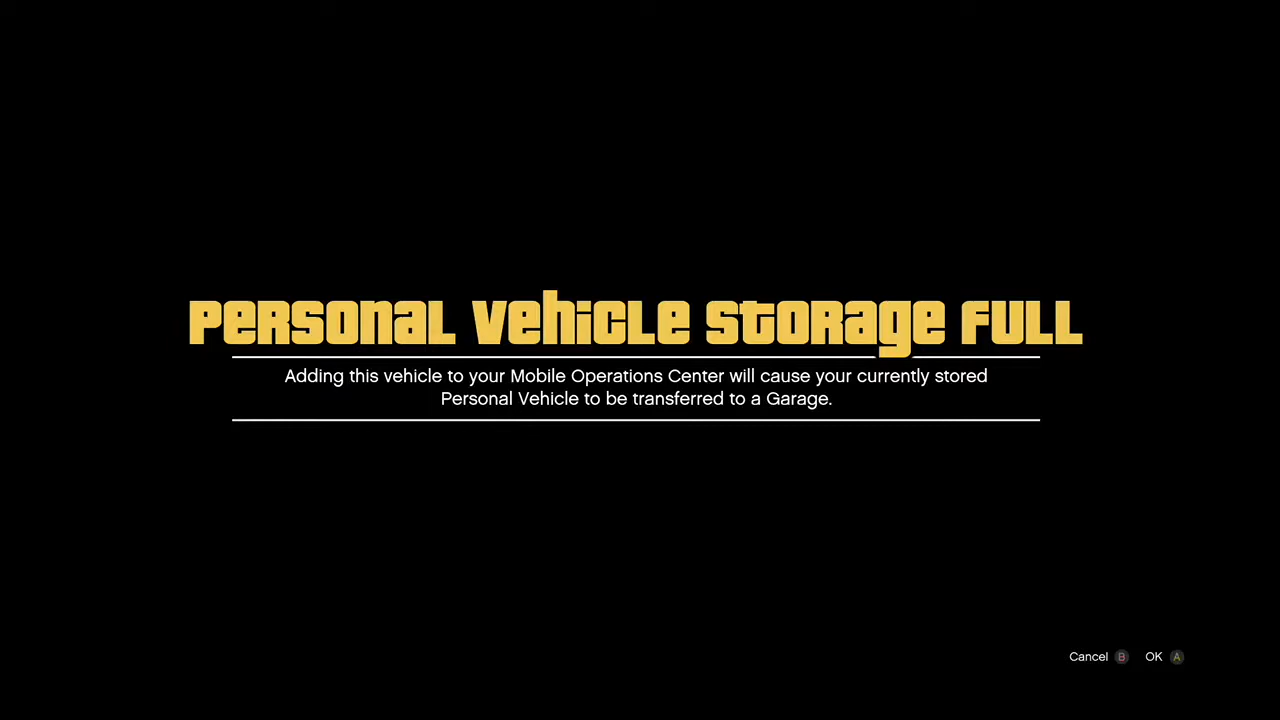 Personal Vehicle Storage Full
Adding this vehicle to your Mobile Operations Center will cause your currently stored
Personal Vehicle to be transferred to a Garage.
Cancel B OK A